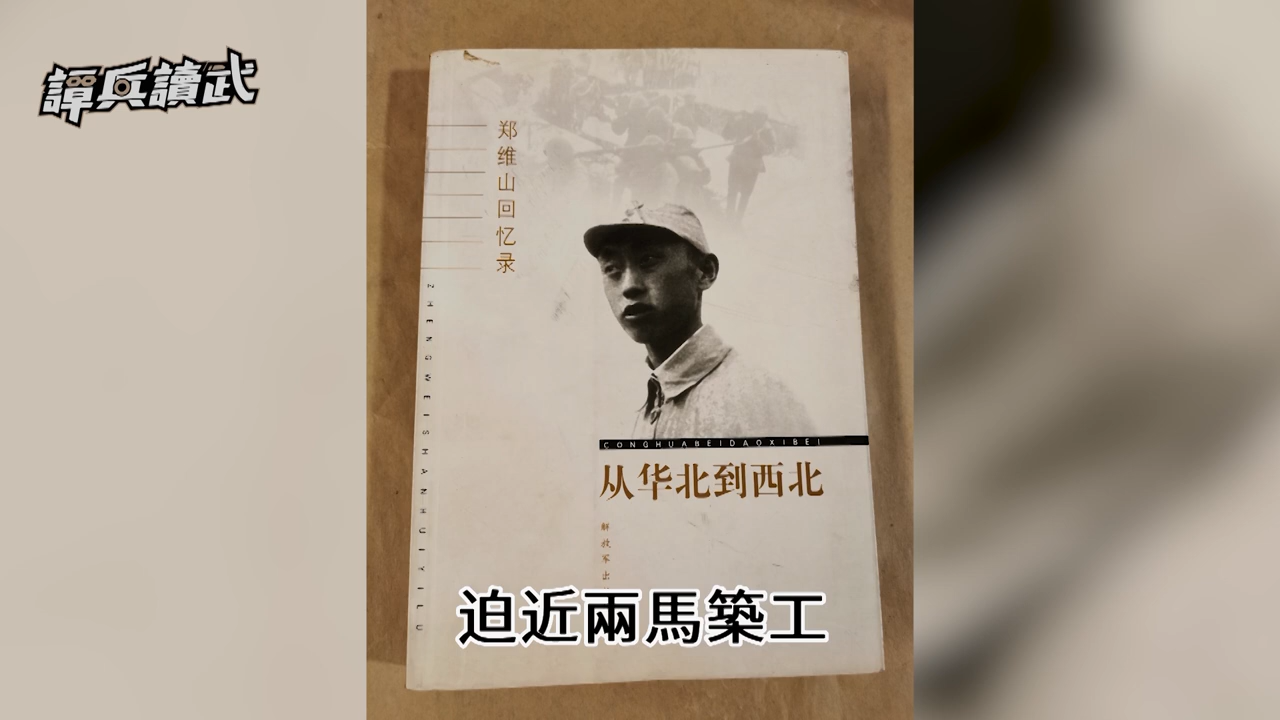 譚兵讀武
郑维山回忆录
ZHENGWEISHANHUIYILU
CONGHUABEIDAOXIBEI
从华北到西北
解放军出
迫近兩馬築工